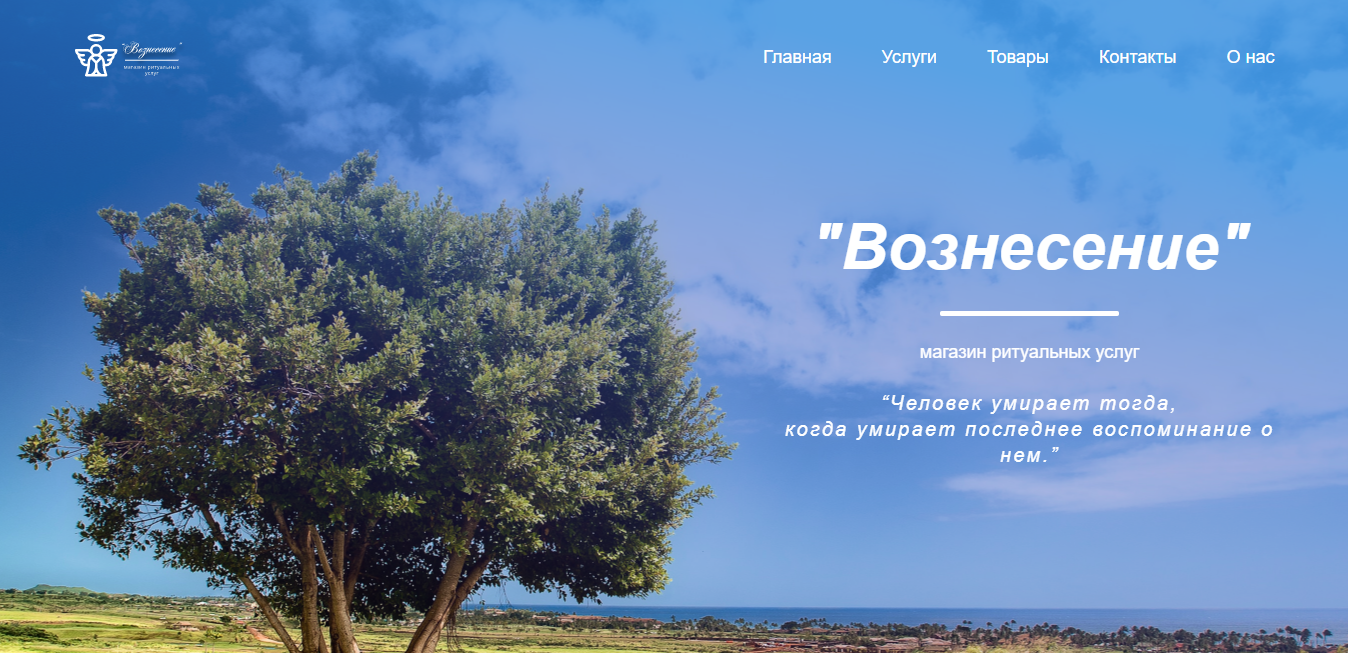 "Вознесение"
магазин ритуальных
услуг
Главная Услуги Товары Контакты О нас
"Вознесение"
магазин ритуальных услуг
“Человек умирает тогда,
когда умирает последнее воспоминание о
нем.”